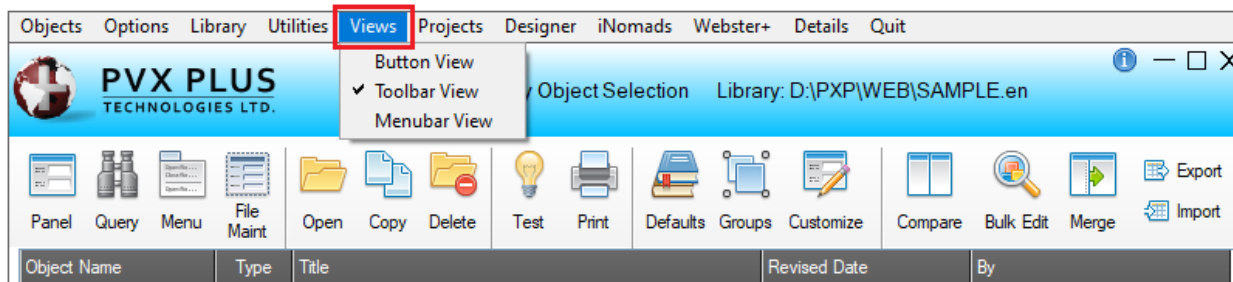 Objects Options Library Utilities Views Projects Designer iNomads Webster+ Details Quit
Button View
Toolbar View
Menubar View
PVX PLUS
TECHNOLOGIES LTD.
Object Selection Library: D:\PXP\WEB\SAMPLE.en
Panel Query Menu File Maint Open Copy Delete Test Print Defaults Groups Customize Compare Bulk Edit Merge
Export
Import
Object Name Type Title Revised Date By